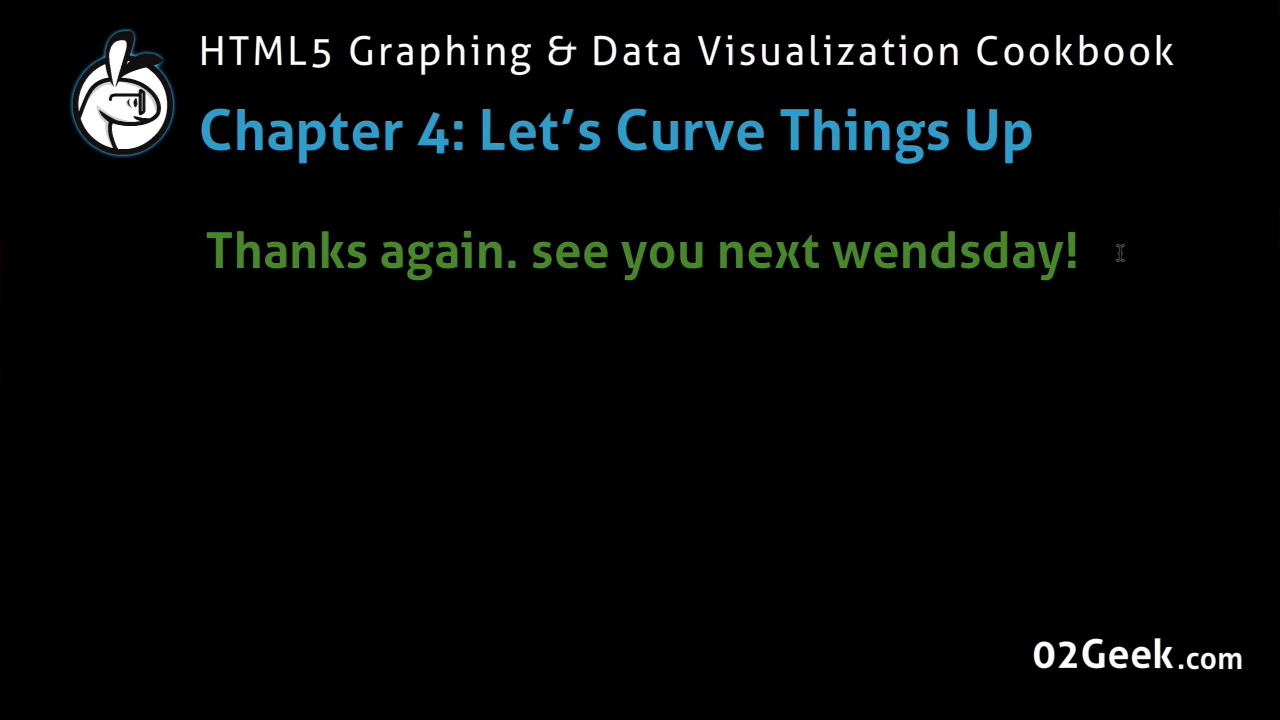 HTML5 Graphing & Data Visualization Cookbook
Chapter 4: Let's Curve Things Up
Thanks again. see you next wendsday!
02Geek.com